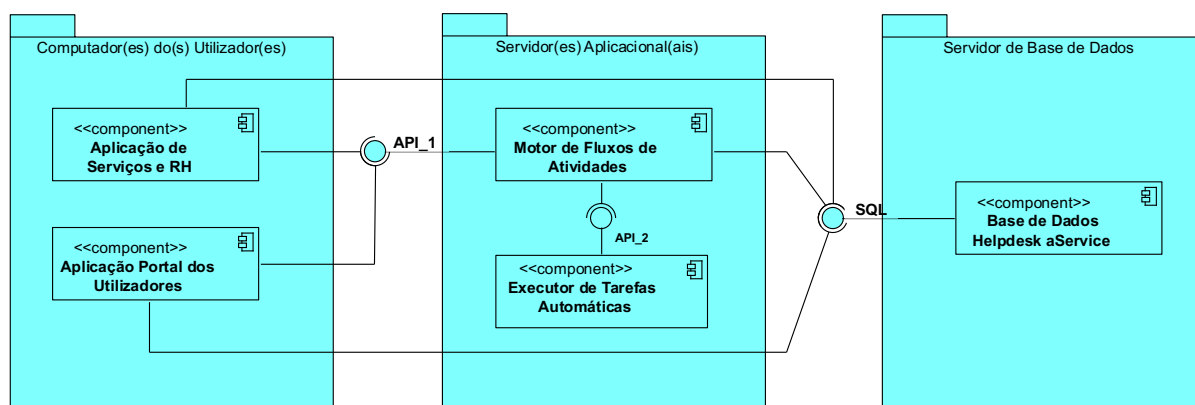 Computador(es) do(s) Utilizador(es)
<<component>>
Aplicação de
Serviços e RH
<<component>>
Aplicação Portal dos
Utilizadores
API_1
Servidor(es) Aplicacional(ais)
<<component>>
Motor de Fluxos de
Atividades
API_2
<<component>>
Executor de Tarefas
Automáticas
SQL
Servidor de Base de Dados
<<component>>
Base de Dados
Helpdesk aService